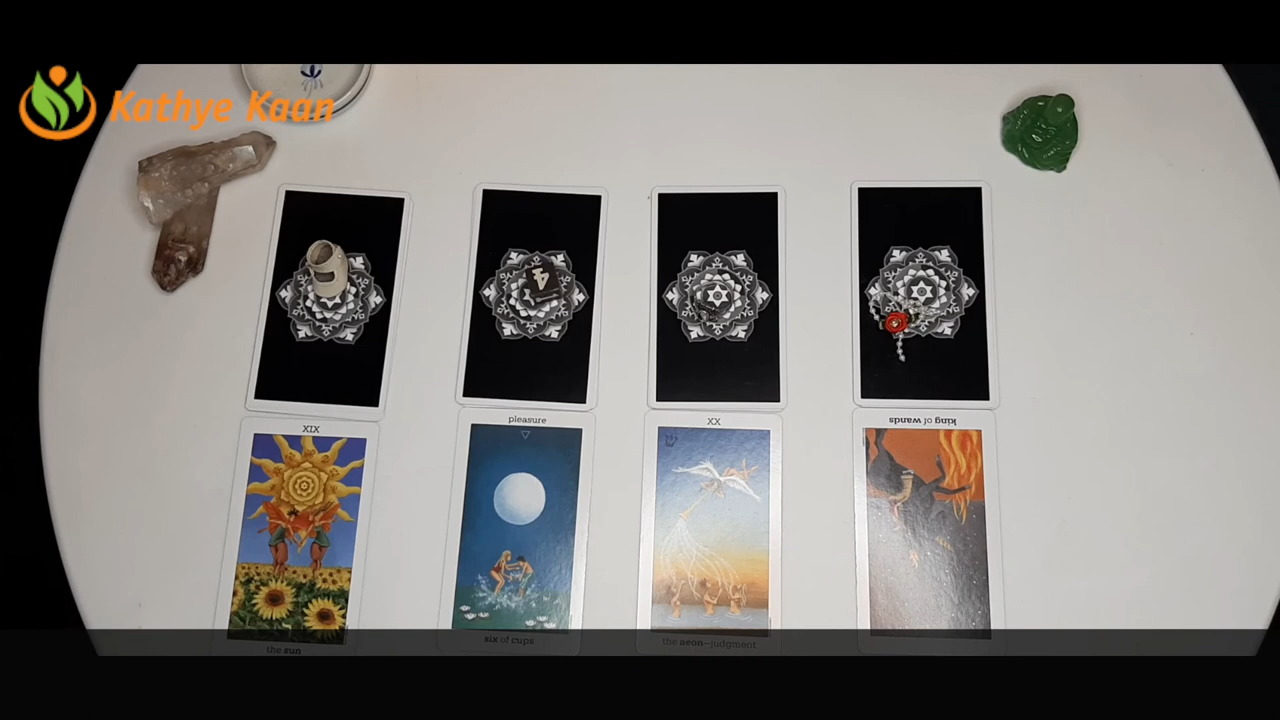 Kathye Kaan
XIX
the sun
pleasure
six of cups
XX
the aeon—judgment
king of wands